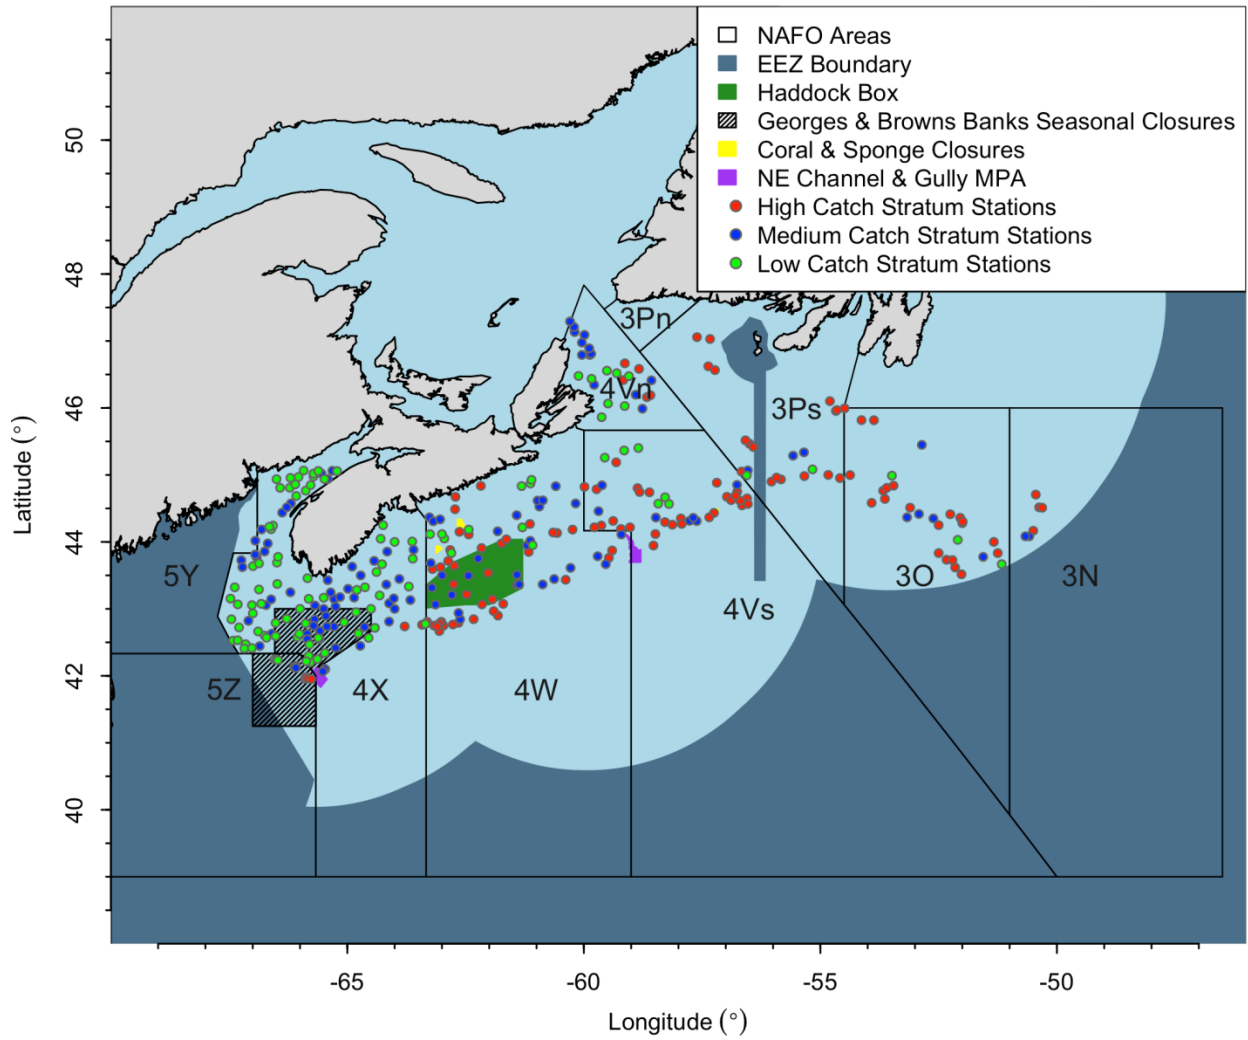 NAFO Areas
EEZ Boundary
Haddock Box
Georges & Browns Banks Seasonal Closures
Coral & Sponge Closures
NE Channel & Gully MPA
High Catch Stratum Stations
Medium Catch Stratum Stations
Low Catch Stratum Stations
50
48
46
44
42
40
Latitude (°)
3Pn
4Vn
3Ps
5Y
3O
3N
4Vs
5Z
4X
4W
-65
-60
-55
-50
Longitude (°)